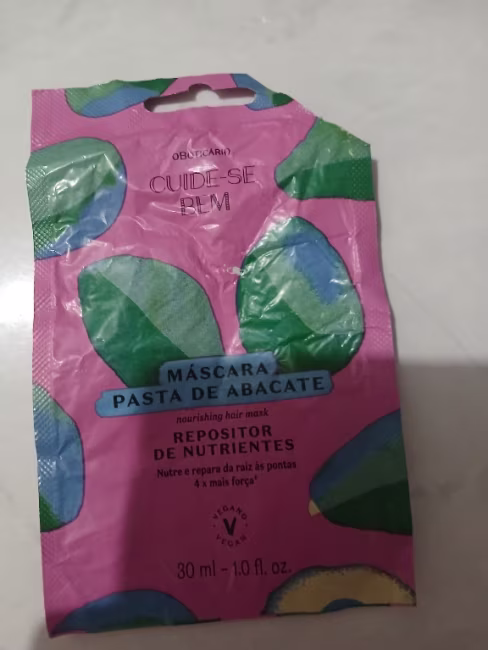 OBOTICÁRIO
CUIDE-SE
BEM
MÁSCARA
PASTA DE ABACATE
nourishing hair mask
REPOSITOR
DE NUTRIENTES
Nutre e repara da raiz às pontas
4 x mais força*
VEGANO
V
VEGAN
30 ml - 1.0 fl. oz.